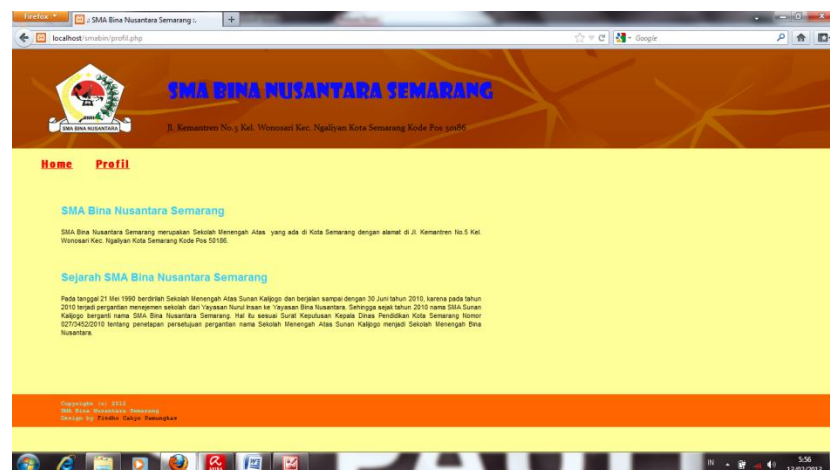 Firefox
.: SMA Bina Nusantara Semarang :.
localhost/smabin/profil.php
Google
SMA BINA NUSANTARA
SMA BINA NUSANTARA SEMARANG
Jl. Kemantren No.5 Kel. Wonosari Kec. Ngaliyan Kota Semarang Kode Pos 50186
Home Profil
SMA Bina Nusantara Semarang
SMA Bina Nusantara Semarang merupakan Sekolah Menengah Atas yang ada di Kota Semarang dengan alamat di Jl. Kemantren No.5 Kel.
Wonosari Kec. Ngaliyan Kota Semarang Kode Pos 50186.
Sejarah SMA Bina Nusantara Semarang
Pada tanggal 21 Mei 1990 berdirilah Sekolah Menengah Atas Sunan Kalijogo dan berjalan sampai dengan 30 Juni tahun 2010, karena pada tahun
2010 terjadi pergantian menejemen sekolah dari Yayasan Nurul Insan ke Yayasan Bina Nusantara. Sehingga sejak tahun 2010 nama SMA Sunan
Kalijogo berganti nama SMA Bina Nusantara Semarang. Hal itu sesuai Surat Keputusan Kepala Dinas Pendidikan Kota Semarang Nomor
027/3452/2010 tentang penetapan persetujuan pergantian nama Sekolah Menengah Atas Sunan Kalijogo menjadi Sekolah Menengah Bina
Nusantara.
Copyright (c) 2012
SMA Bina Nusantara Semarang
Design by Fredho Cahyo Pamungkas
IN
5:56
12/03/2013